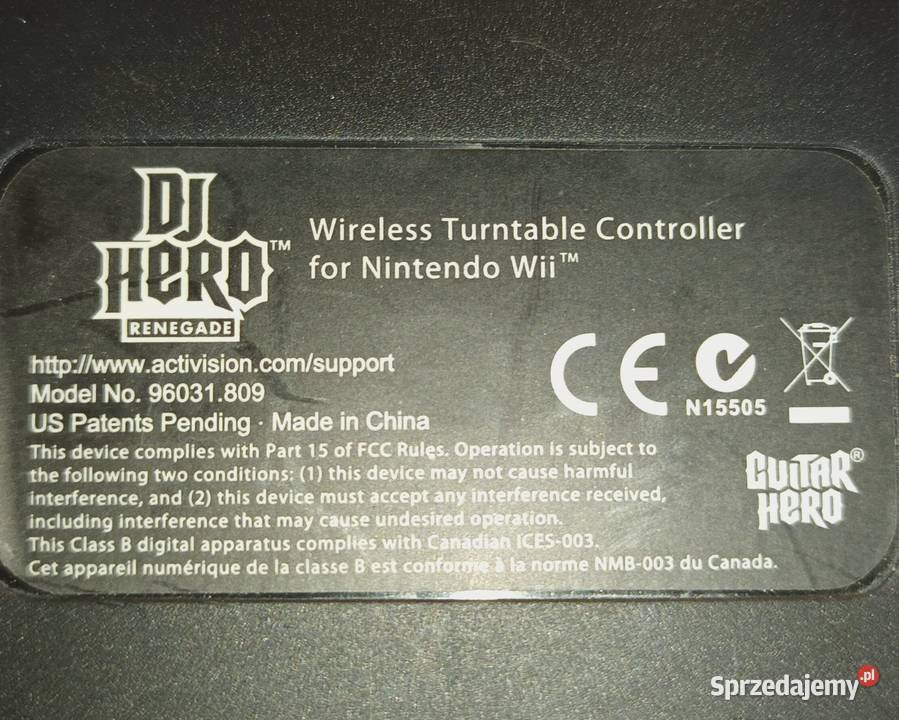 DJ
HERO™
RENEGADE
Wireless Turntable Controller
for Nintendo Wii™
http://www.activision.com/support
Model No. 96031.809
US Patents Pending · Made in China
CE
N15505
This device complies with Part 15 of FCC Rules. Operation is subject to
the following two conditions: (1) this device may not cause harmful
interference, and (2) this device must accept any interference received,
including interference that may cause undesired operation.
This Class B digital apparatus complies with Canadian ICES-003.
Cet appareil numérique de la classe B est conforme à la norme NMB-003 du Canada.
GUITAR®
HERO
Sprzedajemy.pl